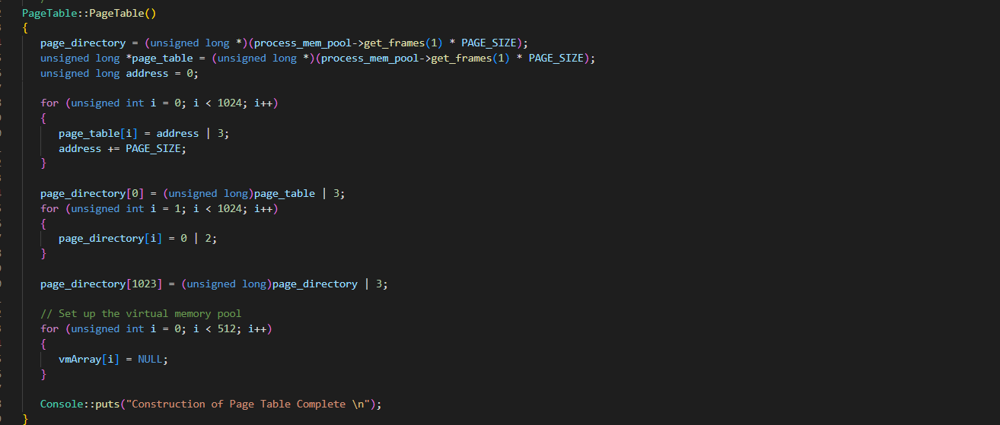 PageTable::PageTable()
{
page_directory = (unsigned long *)(process_mem_pool->get_frames(1) * PAGE_SIZE);
unsigned long *page_table = (unsigned long *)(process_mem_pool->get_frames(1) * PAGE_SIZE);
unsigned long address = 0;
for (unsigned int i = 0; i < 1024; i++)
{
page_table[i] = address | 3;
address += PAGE_SIZE;
}
page_directory[0] = (unsigned long)page_table | 3;
for (unsigned int i = 1; i < 1024; i++)
{
page_directory[i] = 0 | 2;
}
page_directory[1023] = (unsigned long)page_directory | 3;
// Set up the virtual memory pool
for (unsigned int i = 0; i < 512; i++)
{
vmArray[i] = NULL;
}
Console::puts("Construction of Page Table Complete \n");
}